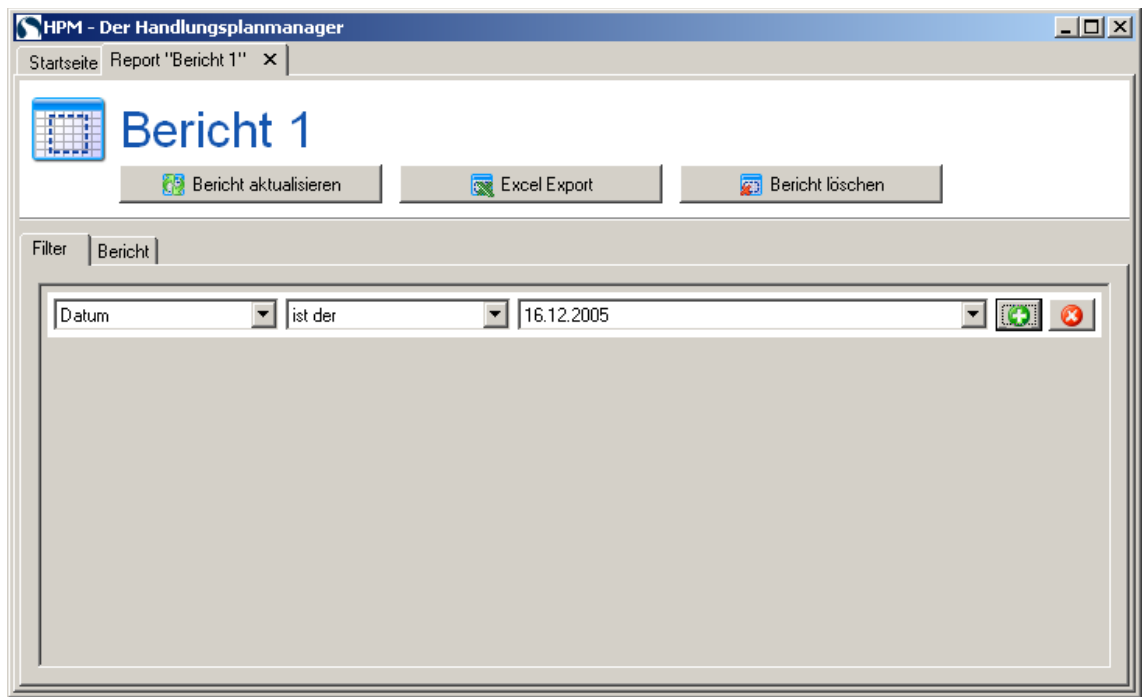 HPM - Der Handlungsplanmanager
Startseite Report "Bericht 1"
Bericht 1
Bericht aktualisieren Excel Export Bericht löschen
Filter Bericht
Datum ist der 16.12.2005